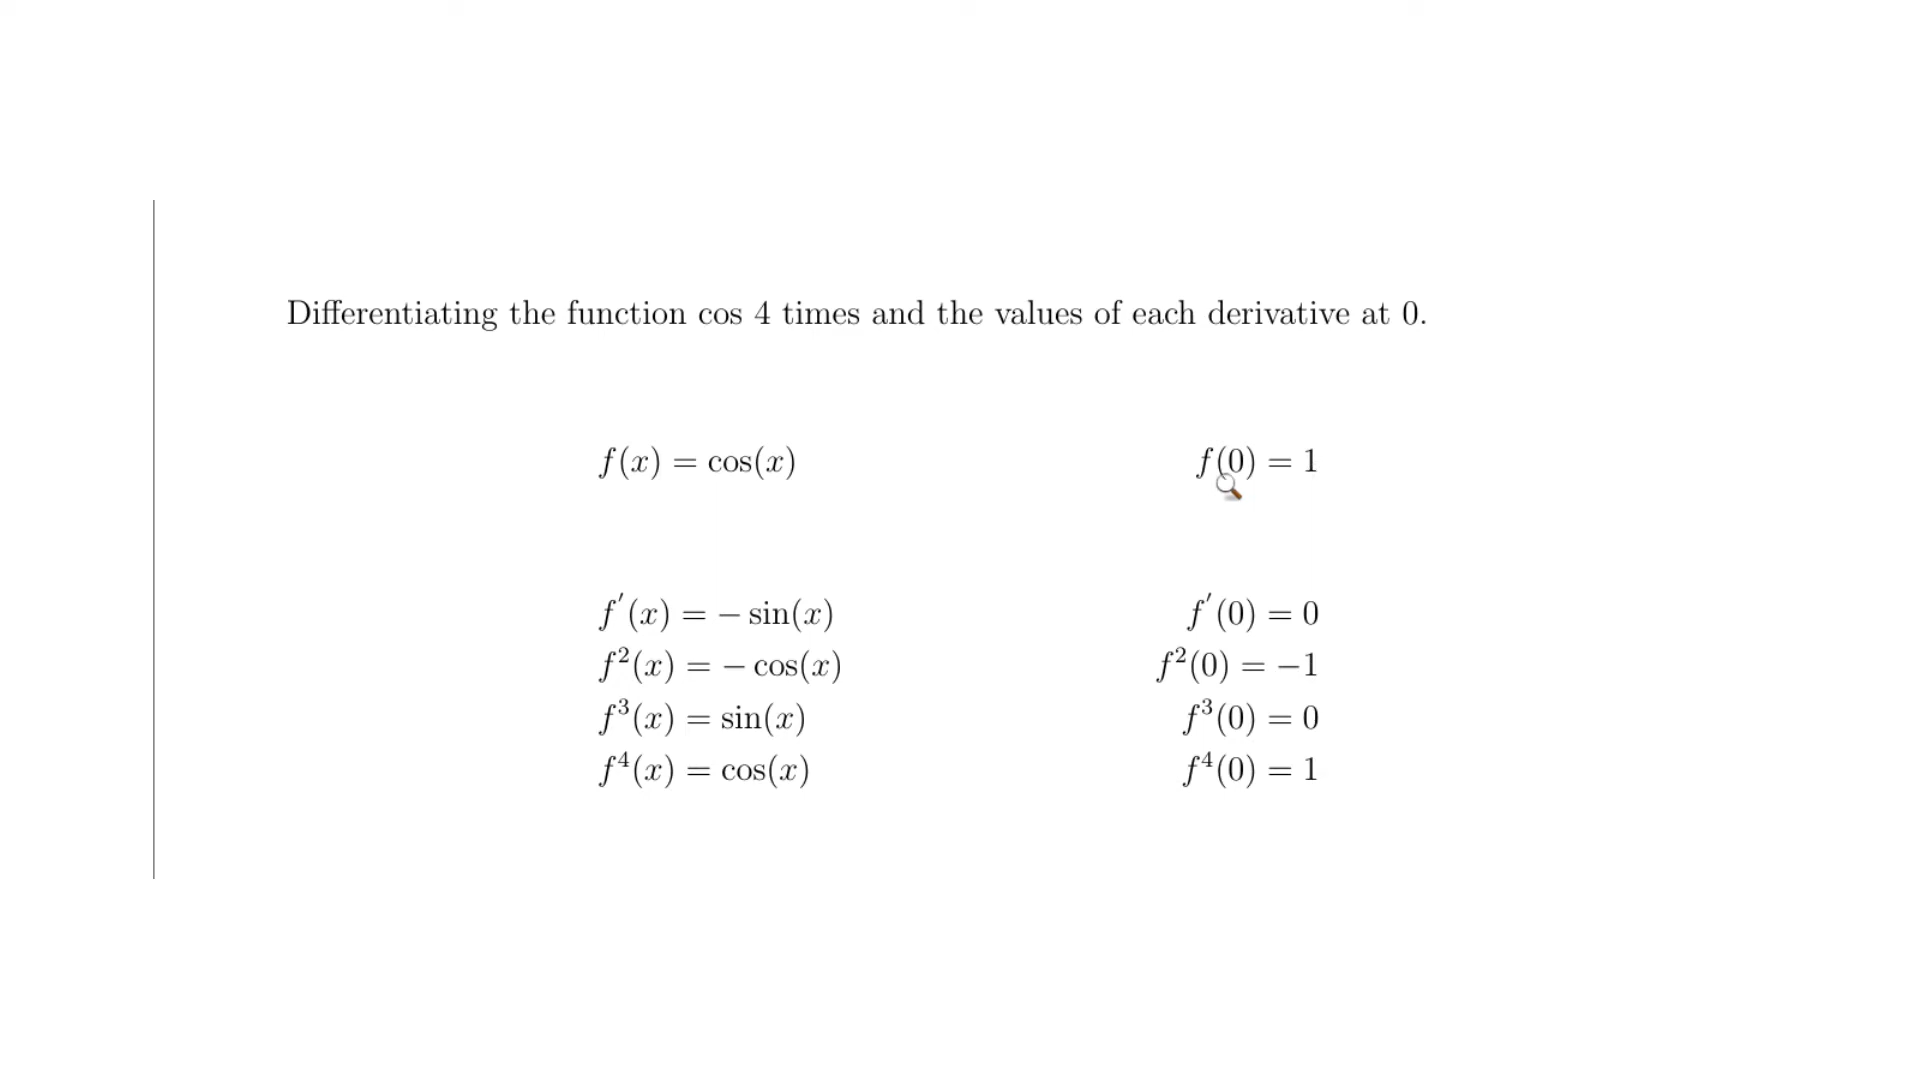 Differentiating the function cos 4 times and the values of each derivative at 0.
f(x) = cos(x) f(0) = 1
f′(x) = − sin(x) f′(0) = 0
f²(x) = − cos(x) f²(0) = −1
f³(x) = sin(x) f³(0) = 0
f⁴(x) = cos(x) f⁴(0) = 1